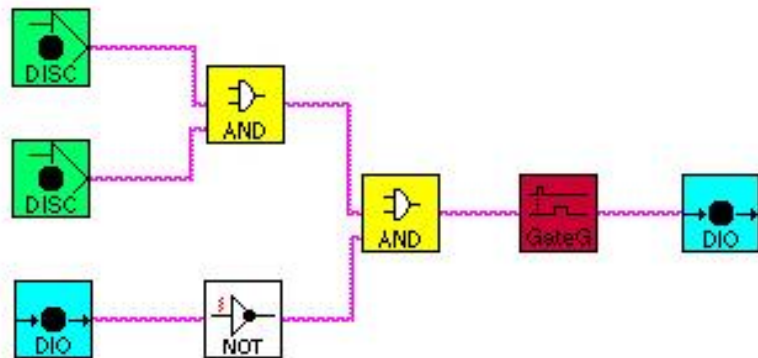 DISC
AND
DISC
AND
GateG
DIO
DIO
NOT